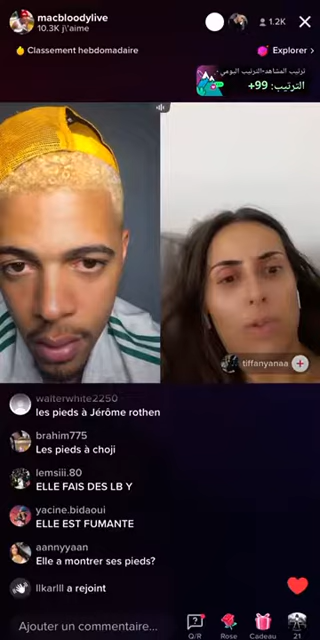 macbloodylive
10.3K j\'aime
1.2K
Classement hebdomadaire
Explorer >
ترتيب المشاهد•الترتيب اليومي
الترتيب: 99+
tiffanyanaa
walterwhite2250
les pieds à Jérôme rothen
brahim775
Les pieds à choji
lemsiii.80
ELLE FAIS DES LB Y
yacine.bidaoui
ELLE EST FUMANTE
aannyyaan
Elle a montrer ses pieds?
llkarlll a rejoint
Ajouter un commentaire...
Q/R
Rose
Cadeau
21